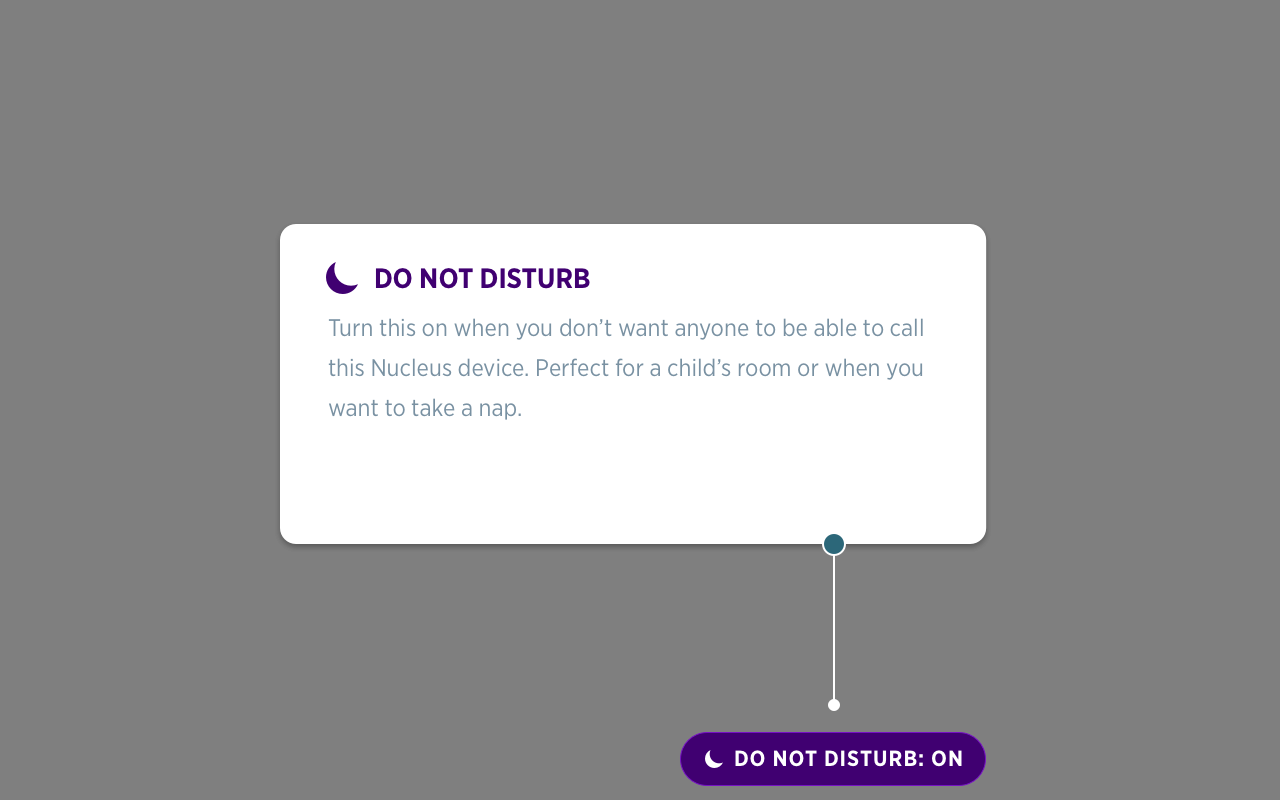 DO NOT DISTURB
Turn this on when you don’t want anyone to be able to call
this Nucleus device. Perfect for a child’s room or when you
want to take a nap.
DO NOT DISTURB: ON